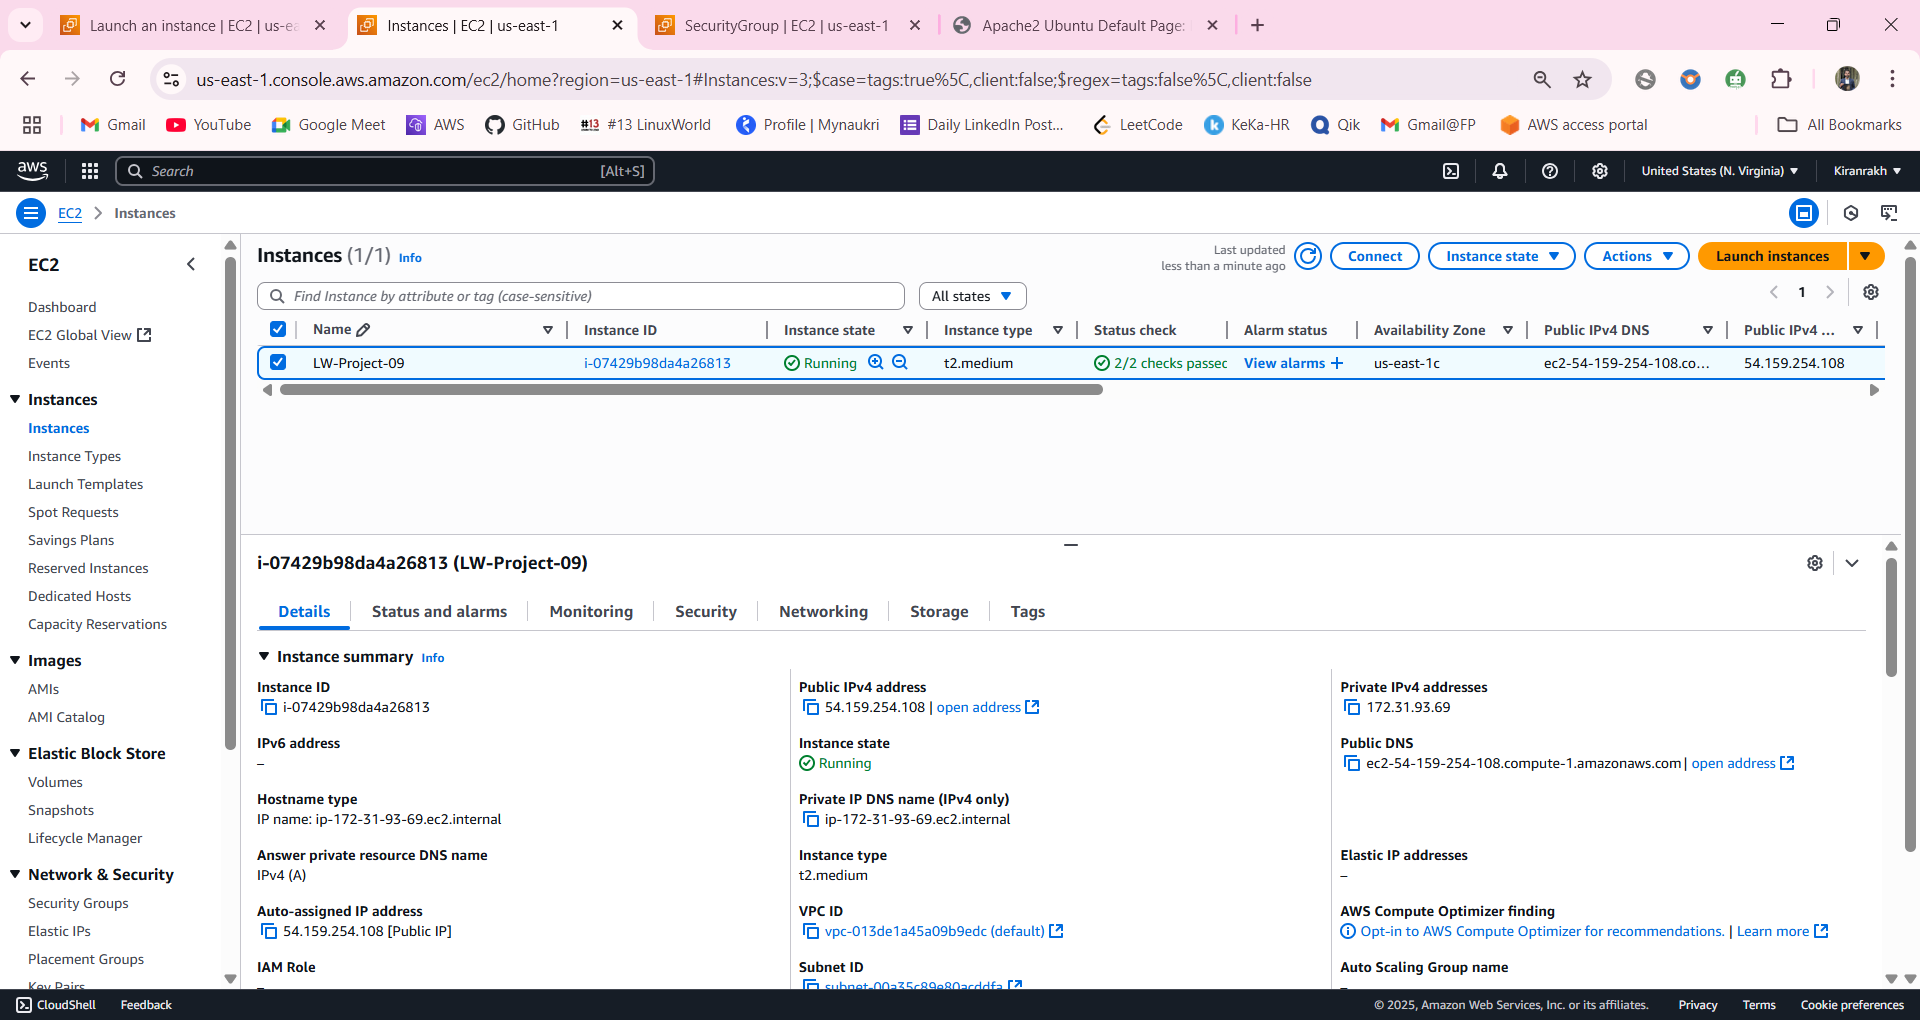 Launch an instance | EC2 | us-ea
Instances | EC2 | us-east-1
SecurityGroup | EC2 | us-east-1
Apache2 Ubuntu Default Page:
us-east-1.console.aws.amazon.com/ec2/home?region=us-east-1#Instances:v=3;$case=tags:true%5C,client:false;$regex=tags:false%5C,client:false
Gmail YouTube Google Meet AWS GitHub #13 LinuxWorld Profile | Mynaukri Daily LinkedIn Post... LeetCode KeKa-HR Qik Gmail@FP AWS access portal All Bookmarks
aws Search [Alt+S] United States (N. Virginia) Kiranrakh
EC2 Instances
EC2
Dashboard
EC2 Global View
Events
Instances
Instances
Instance Types
Launch Templates
Spot Requests
Savings Plans
Reserved Instances
Dedicated Hosts
Capacity Reservations
Images
AMIs
AMI Catalog
Elastic Block Store
Volumes
Snapshots
Lifecycle Manager
Network & Security
Security Groups
Elastic IPs
Placement Groups
Key Pairs
Instances (1/1) Info
Last updated
less than a minute ago
Connect Instance state Actions Launch instances
Find Instance by attribute or tag (case-sensitive) All states 1
Name Instance ID Instance state Instance type Status check Alarm status Availability Zone Public IPv4 DNS Public IPv4 ...
LW-Project-09 i-07429b98da4a26813 Running t2.medium 2/2 checks passed View alarms us-east-1c ec2-54-159-254-108.co... 54.159.254.108
i-07429b98da4a26813 (LW-Project-09)
Details Status and alarms Monitoring Security Networking Storage Tags
Instance summary Info
Instance ID
i-07429b98da4a26813
Public IPv4 address
54.159.254.108 | open address
Private IPv4 addresses
172.31.93.69
IPv6 address
–
Instance state
Running
Public DNS
ec2-54-159-254-108.compute-1.amazonaws.com | open address
Hostname type
IP name: ip-172-31-93-69.ec2.internal
Private IP DNS name (IPv4 only)
ip-172-31-93-69.ec2.internal
Answer private resource DNS name
IPv4 (A)
Instance type
t2.medium
Elastic IP addresses
–
Auto-assigned IP address
54.159.254.108 [Public IP]
VPC ID
vpc-013de1a45a09b9edc (default)
AWS Compute Optimizer finding
Opt-in to AWS Compute Optimizer for recommendations. | Learn more
IAM Role
–
Subnet ID
subnet-00a35c89e80acddfa
Auto Scaling Group name
–
CloudShell Feedback © 2025, Amazon Web Services, Inc. or its affiliates. Privacy Terms Cookie preferences